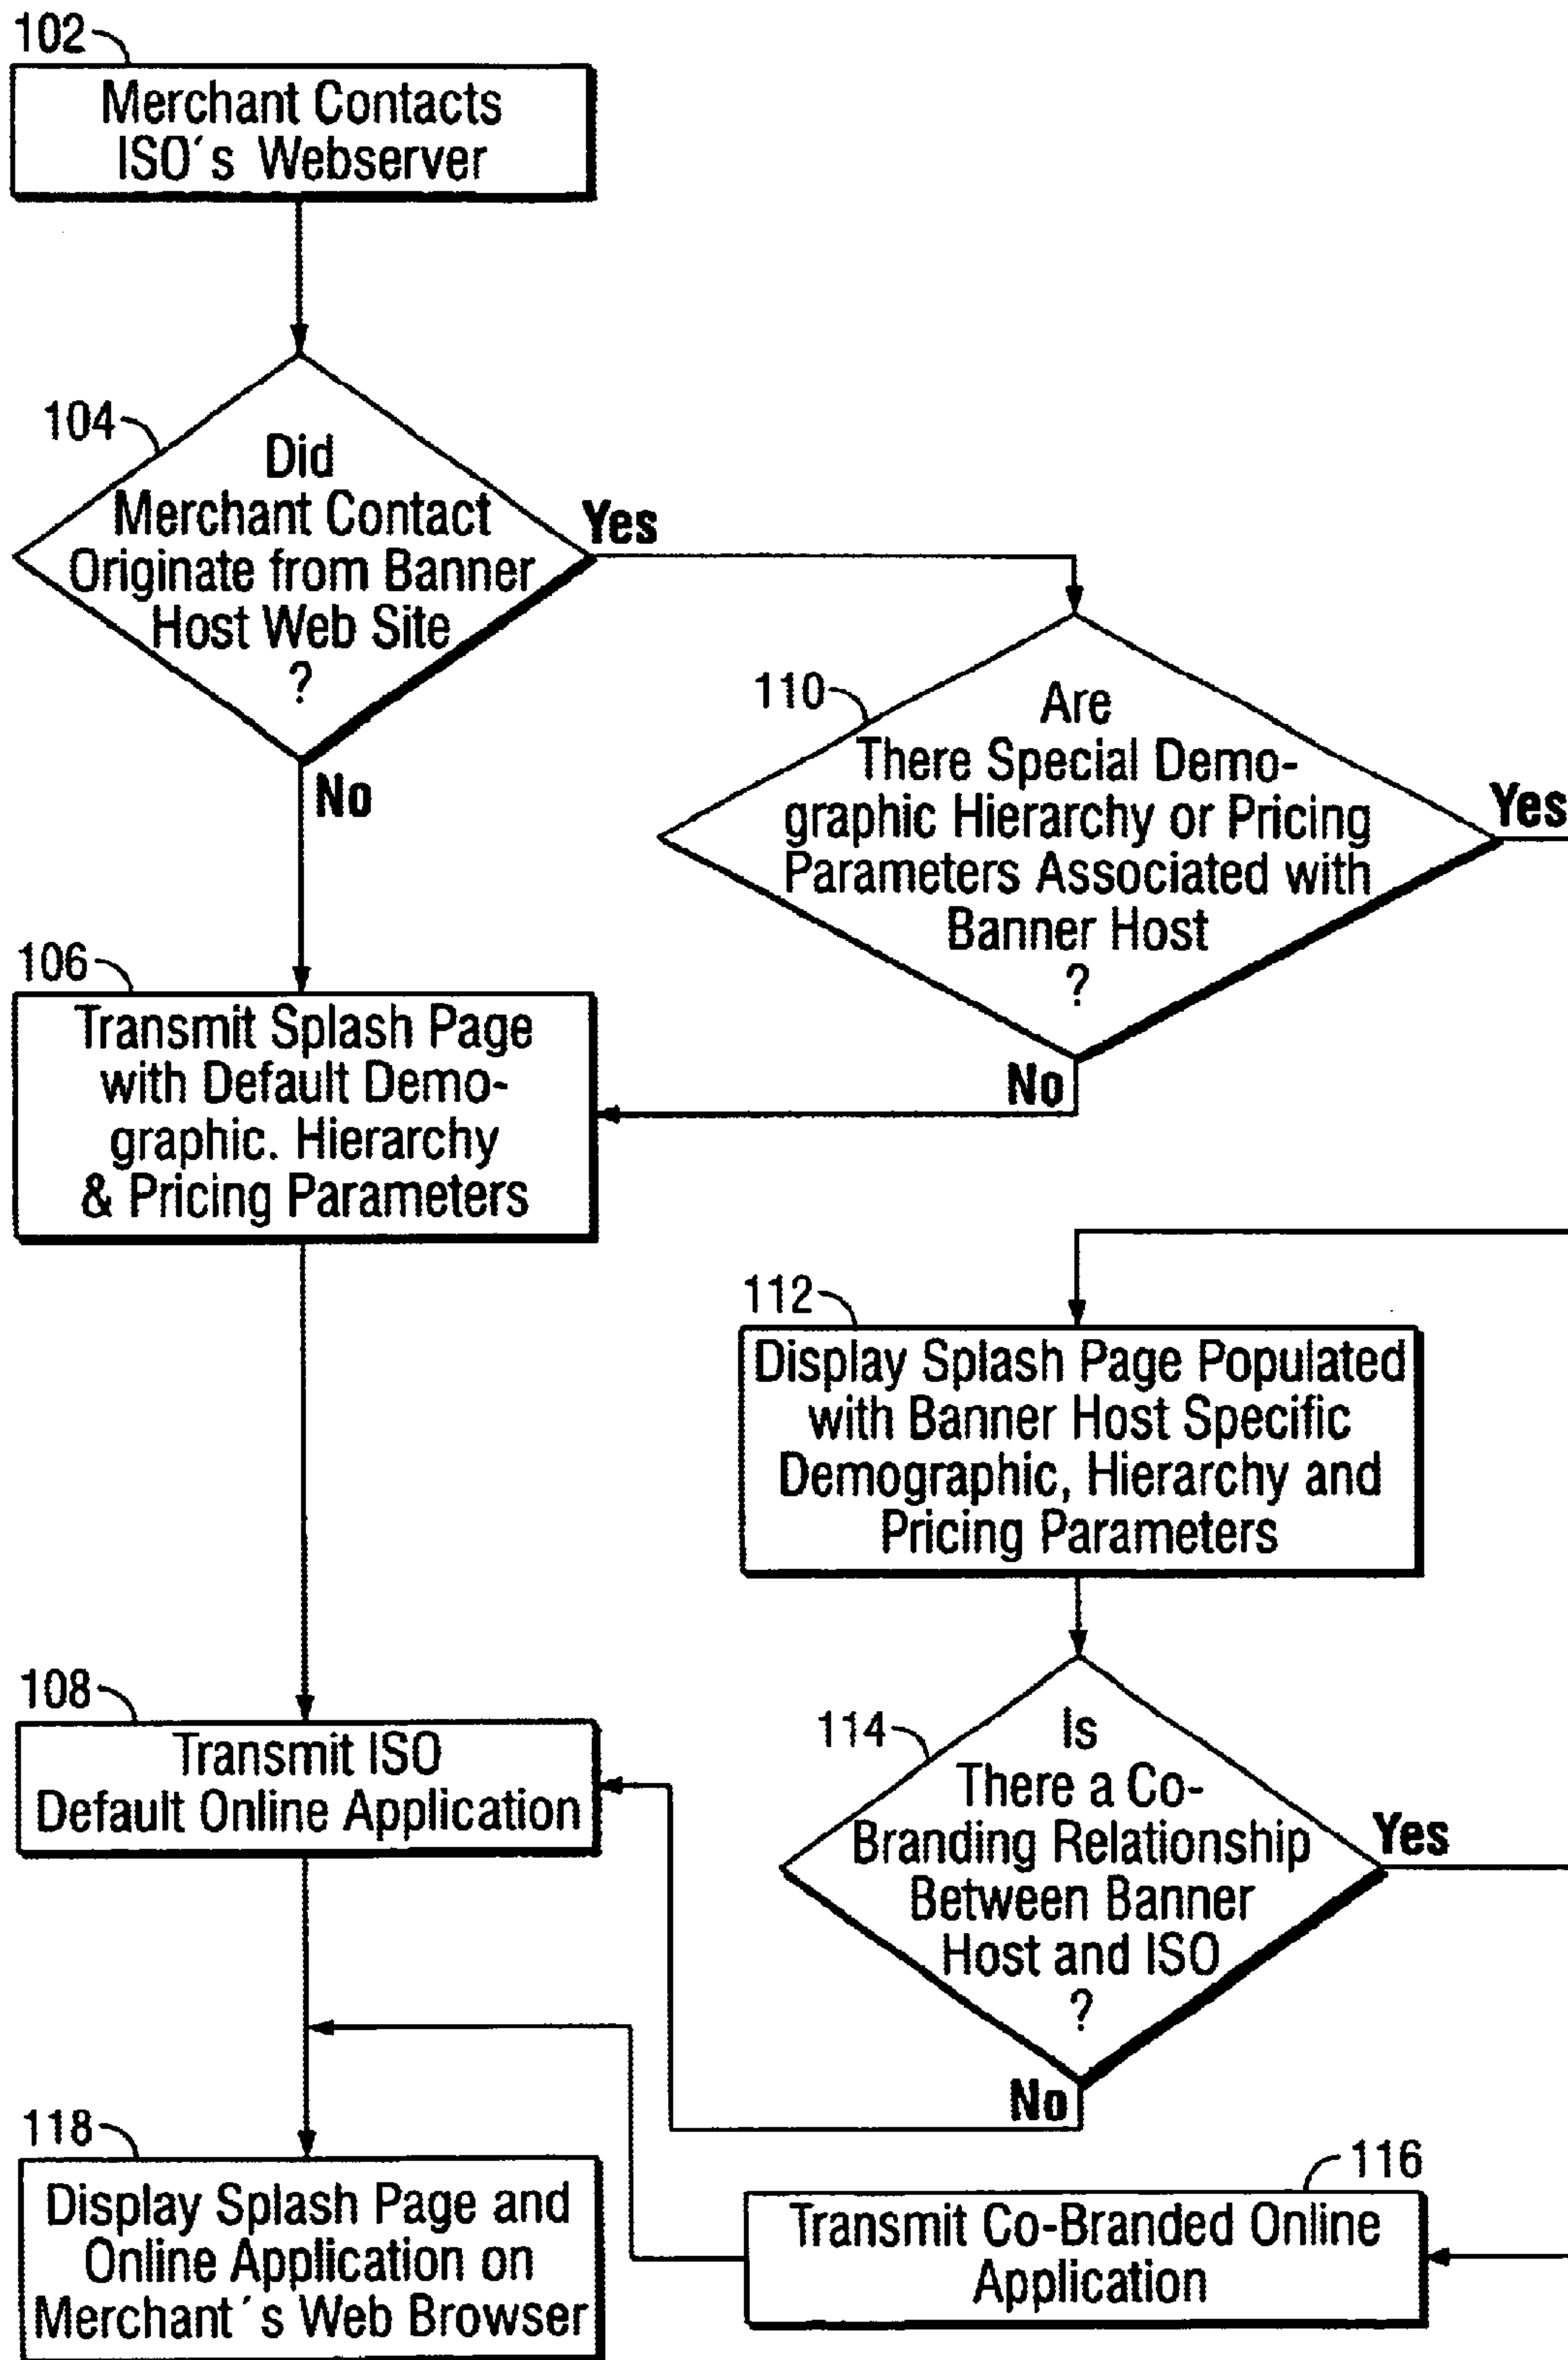 102
Merchant Contacts
ISO´s Webserver
104
Did
Merchant Contact
Originate from Banner
Host Web Site
?
Yes
No
110
Are
There Special Demo-
graphic Hierarchy or Pricing
Parameters Associated with
Banner Host
?
Yes
No
106
Transmit Splash Page
with Default Demo-
graphic. Hierarchy
& Pricing Parameters
112
Display Splash Page Populated
with Banner Host Specific
Demographic, Hierarchy and
Pricing Parameters
108
Transmit ISO
Default Online Application
114
Is
There a Co-
Branding Relationship
Between Banner
Host and ISO
?
Yes
No
116
Transmit Co-Branded Online
Application
118
Display Splash Page and
Online Application on
Merchant´s Web Browser